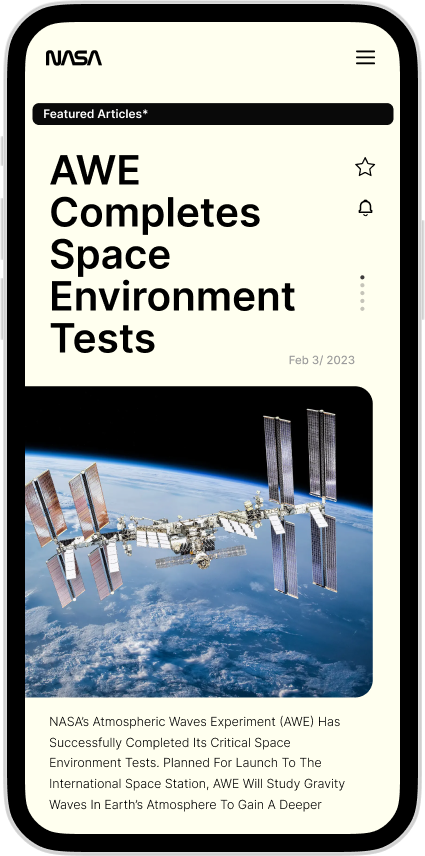 NASA
Featured Articles*
AWE
Completes
Space
Environment
Tests
Feb 3/ 2023
NASA's Atmospheric Waves Experiment (AWE) Has
Successfully Completed Its Critical Space
Environment Tests. Planned For Launch To The
International Space Station, AWE Will Study Gravity
Waves In Earth's Atmosphere To Gain A Deeper